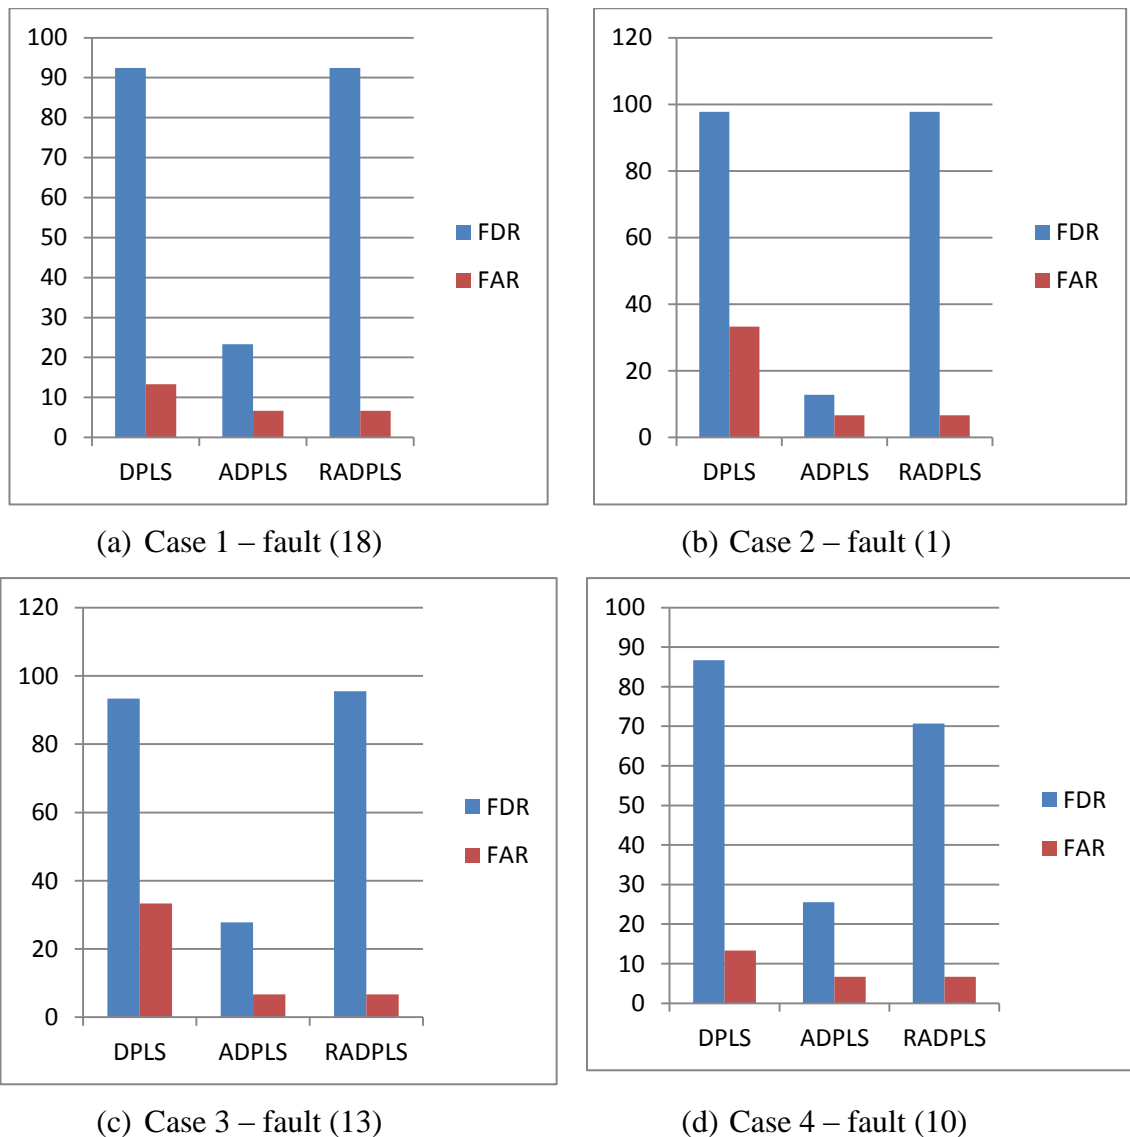 100
90
80
70
60
50
40
30
20
10
0
DPLS ADPLS RADPLS
FDR
FAR
(a) Case 1 – fault (18)
120
100
80
60
40
20
0
DPLS ADPLS RADPLS
FDR
FAR
(b) Case 2 – fault (1)
120
100
80
60
40
20
0
DPLS ADPLS RADPLS
FDR
FAR
(c) Case 3 – fault (13)
100
90
80
70
60
50
40
30
20
10
0
DPLS ADPLS RADPLS
FDR
FAR
(d) Case 4 – fault (10)